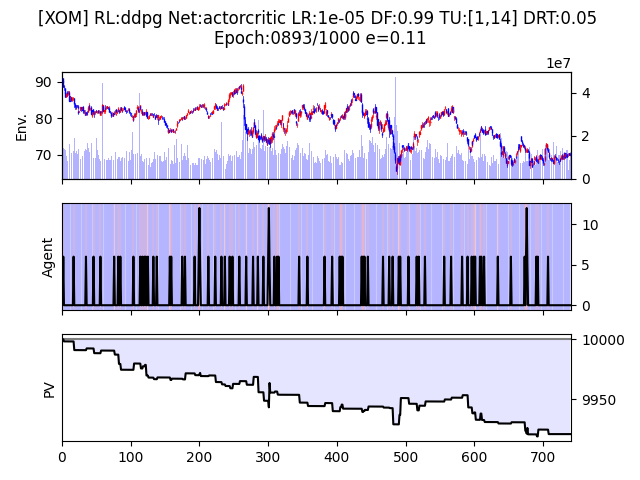 [XOM] RL:ddpg Net:actorcritic LR:1e-05 DF:0.99 TU:[1,14] DRT:0.05
Epoch:0893/1000 e=0.11
1e7
90
80
70
Env.
4
2
0
Agent
10
5
0
PV
10000
9950
0 100 200 300 400 500 600 700